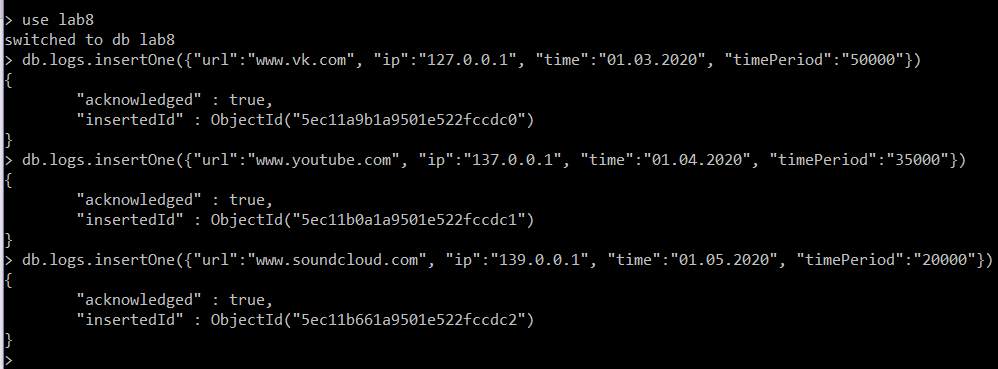 > use lab8
switched to db lab8
> db.logs.insertOne({"url":"www.vk.com", "ip":"127.0.0.1", "time":"01.03.2020", "timePeriod":"50000"})
{
        "acknowledged" : true,
        "insertedId" : ObjectId("5ec11a9b1a9501e522fccdc0")
}
> db.logs.insertOne({"url":"www.youtube.com", "ip":"137.0.0.1", "time":"01.04.2020", "timePeriod":"35000"})
{
        "acknowledged" : true,
        "insertedId" : ObjectId("5ec11b0a1a9501e522fccdc1")
}
> db.logs.insertOne({"url":"www.soundcloud.com", "ip":"139.0.0.1", "time":"01.05.2020", "timePeriod":"20000"})
{
        "acknowledged" : true,
        "insertedId" : ObjectId("5ec11b661a9501e522fccdc2")
}
>